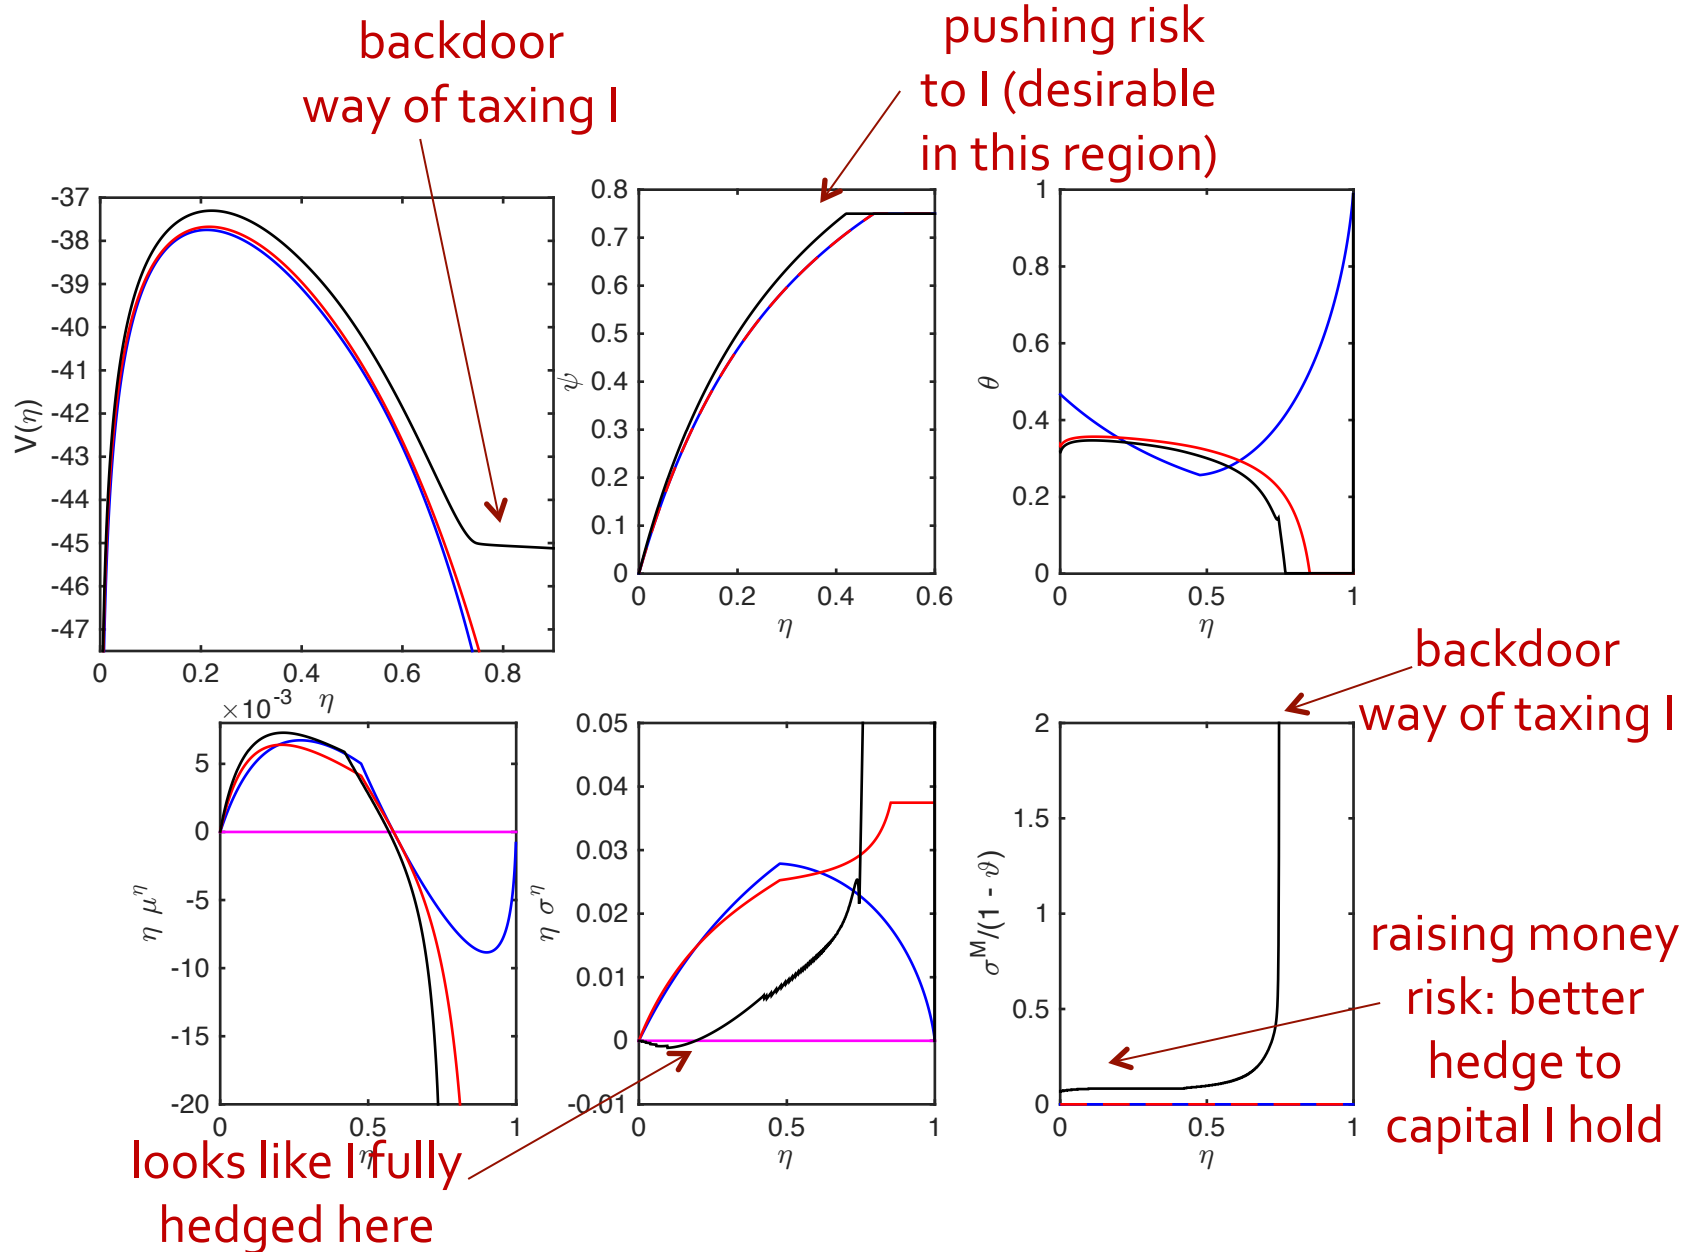 backdoor
way of taxing I
pushing risk
to I (desirable
in this region)
-37
-38
-39
-40
-41
-42
-43
-44
-45
-46
-47
V(η)
0 0.2 0.4 0.6 0.8
η
0.8
0.7
0.6
0.5
0.4
0.3
0.2
0.1
0
ψ
0 0.2 0.4 0.6
η
1
0.8
0.6
0.4
0.2
0
θ
0 0.5 1
η
backdoor
way of taxing I
×10⁻³
5
0
-5
-10
-15
-20
η μ^η
0 0.5 1
η
0.05
0.04
0.03
0.02
0.01
0
-0.01
η σ^η
0 0.5 1
η
2
1.5
1
0.5
0
σ^M/(1 - ϑ)
0 0.5 1
η
raising money
risk: better
hedge to
capital I hold
looks like I fully
hedged here